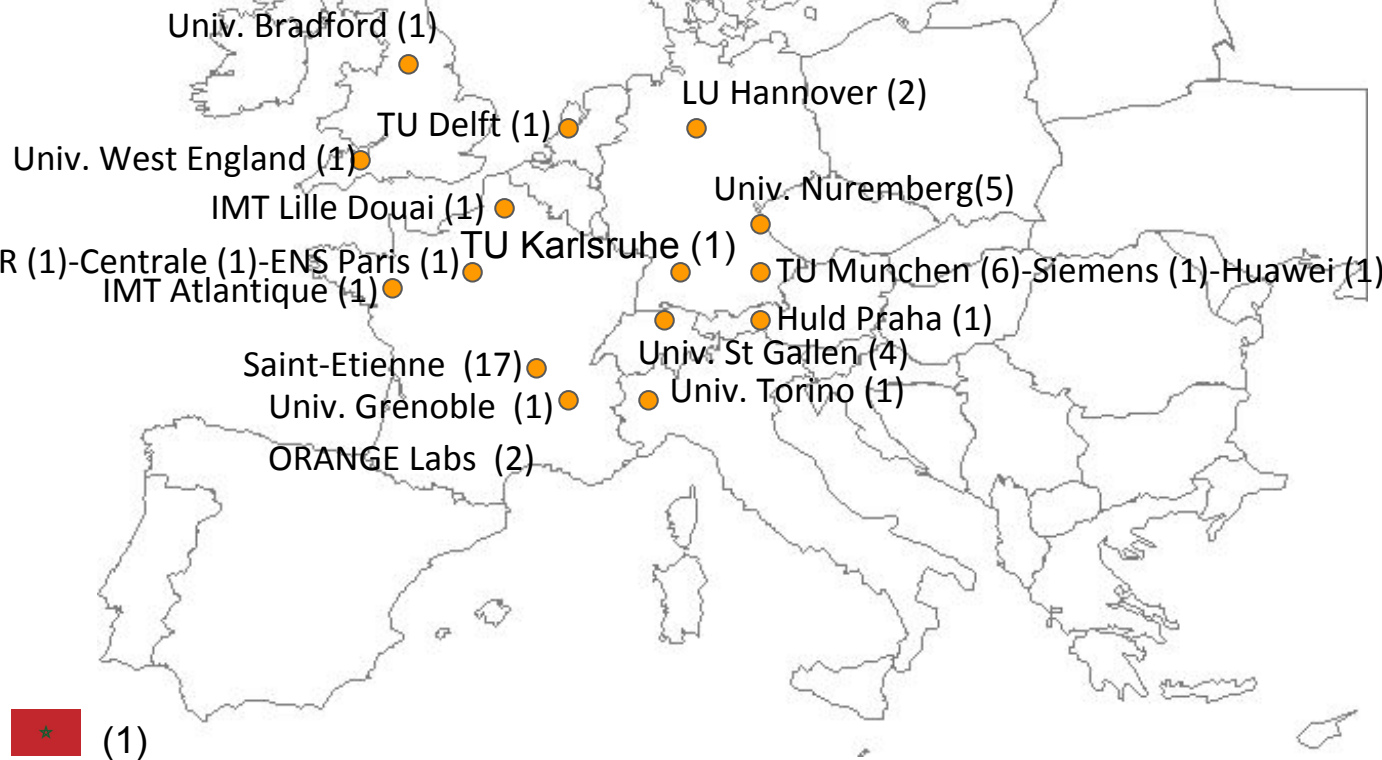 Univ. Bradford (1)
LU Hannover (2)
TU Delft (1)
Univ. West England (1)
Univ. Nuremberg(5)
IMT Lille Douai (1)
TU Karlsruhe (1)
R (1)-Centrale (1)-ENS Paris (1)
TU Munchen (6)-Siemens (1)-Huawei (1)
IMT Atlantique (1)
Huld Praha (1)
Univ. St Gallen (4)
Saint-Etienne (17)
Univ. Torino (1)
Univ. Grenoble (1)
ORANGE Labs (2)
(1)